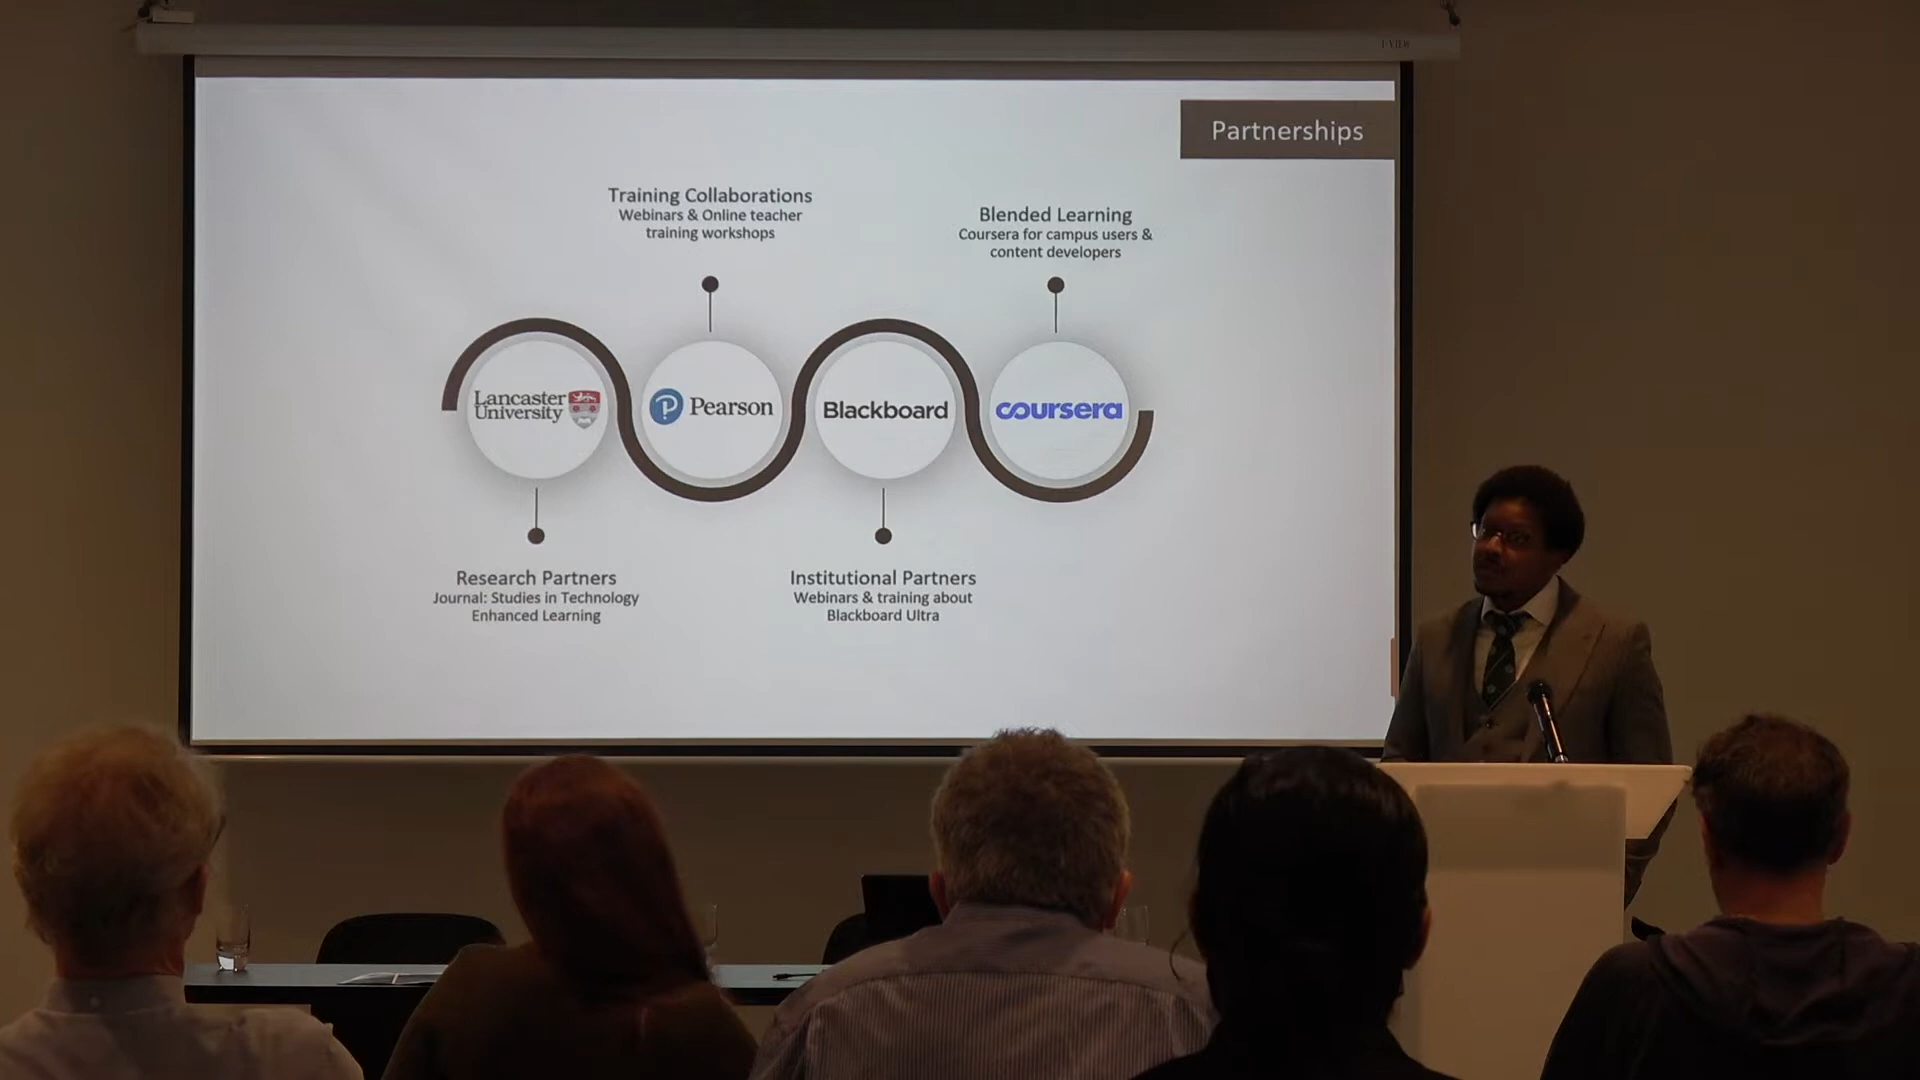 Partnerships
Training Collaborations
Webinars & Online teacher
training workshops
Blended Learning
Coursera for campus users &
content developers
Lancaster
University
Pearson
Blackboard
coursera
Research Partners
Journal: Studies in Technology
Enhanced Learning
Institutional Partners
Webinars & training about
Blackboard Ultra